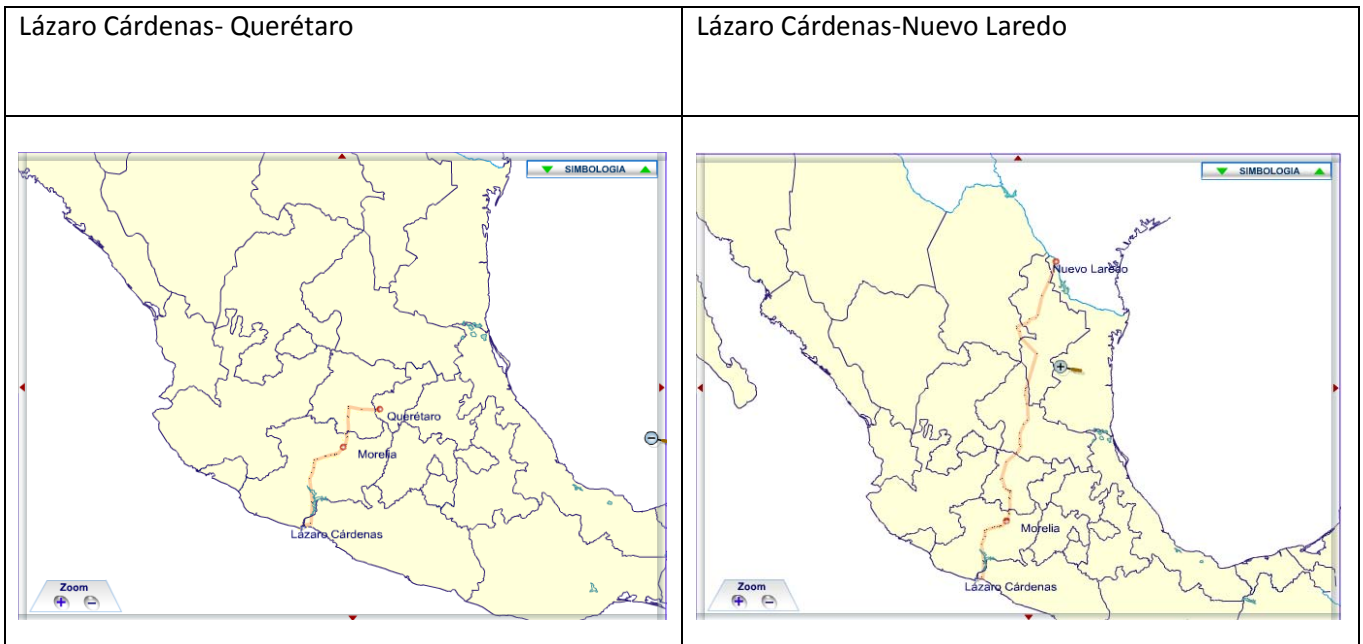 Lázaro Cárdenas- Querétaro
Lázaro Cárdenas-Nuevo Laredo
SIMBOLOGIA
Querétaro
Morelia
Lázaro Cárdenas
Zoom
SIMBOLOGIA
Nuevo Laredo
Morelia
Lázaro Cárdenas
Zoom